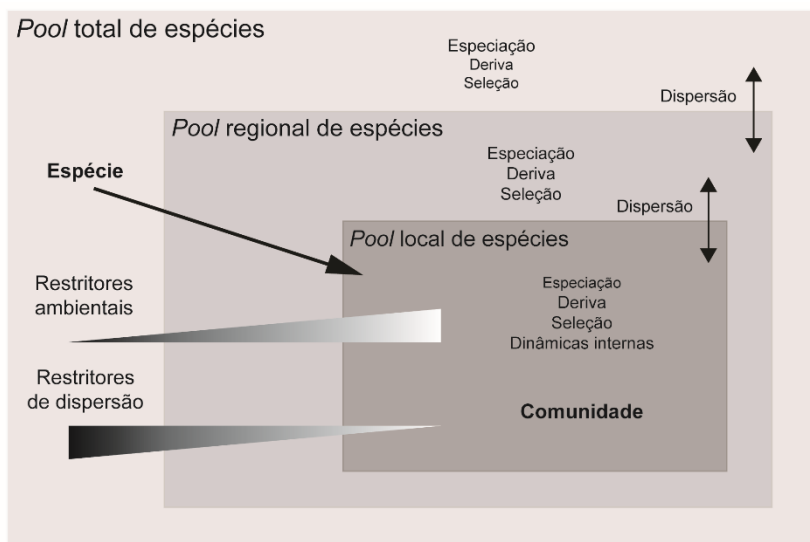 Pool total de espécies
Especiação
Deriva
Seleção
Dispersão
Pool regional de espécies
Especiação
Deriva
Seleção
Dispersão
Espécie
Pool local de espécies
Restritores
ambientais
Especiação
Deriva
Seleção
Dinâmicas internas
Restritores
de dispersão
Comunidade